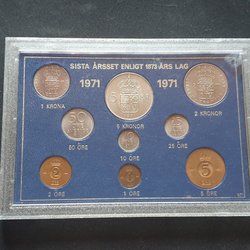 SISTA ÅRSSET ENLIGT 1873 ÅRS LAG
1971 1971
1 KRONA 5 KRONOR 2 KRONOR
50 ÖRE 25 ÖRE
10 ÖRE
2 ÖRE 1 ÖRE 5 ÖRE